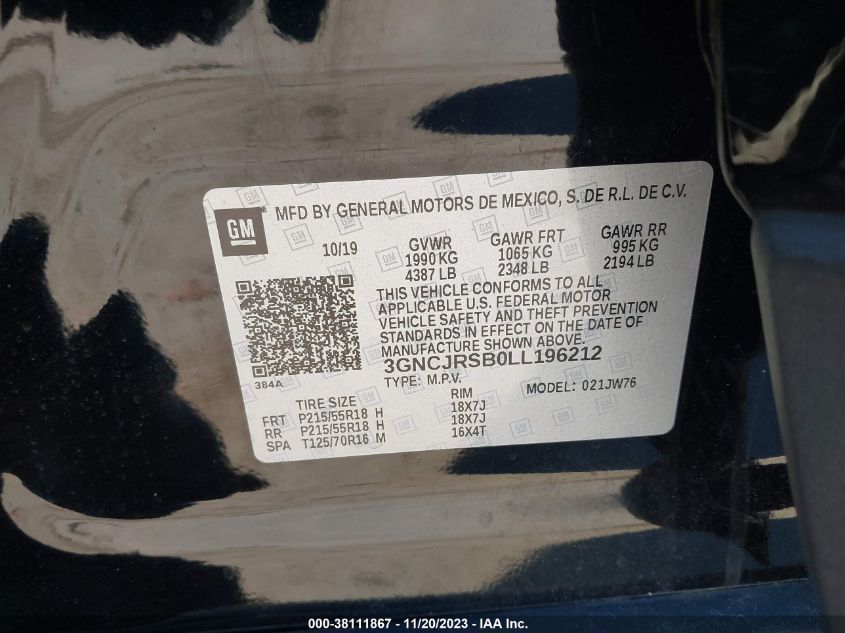 GM
® MFD BY GENERAL MOTORS DE MEXICO, S. DE R.L. DE C.V.
10/19 GVWR GAWR FRT GAWR RR
1990 KG 1065 KG 995 KG
4387 LB 2348 LB 2194 LB
THIS VEHICLE CONFORMS TO ALL
APPLICABLE U.S. FEDERAL MOTOR
VEHICLE SAFETY AND THEFT PREVENTION
STANDARDS IN EFFECT ON THE DATE OF
MANUFACTURE SHOWN ABOVE.
3GNCJRSB0LL196212
384A
TYPE: M.P.V. MODEL: 021JW76
TIRE SIZE RIM
FRT P215/55R18 H 18X7J
RR P215/55R18 H 18X7J
SPA T125/70R16 M 16X4T
000-38111867 - 11/20/2023 - IAA Inc.